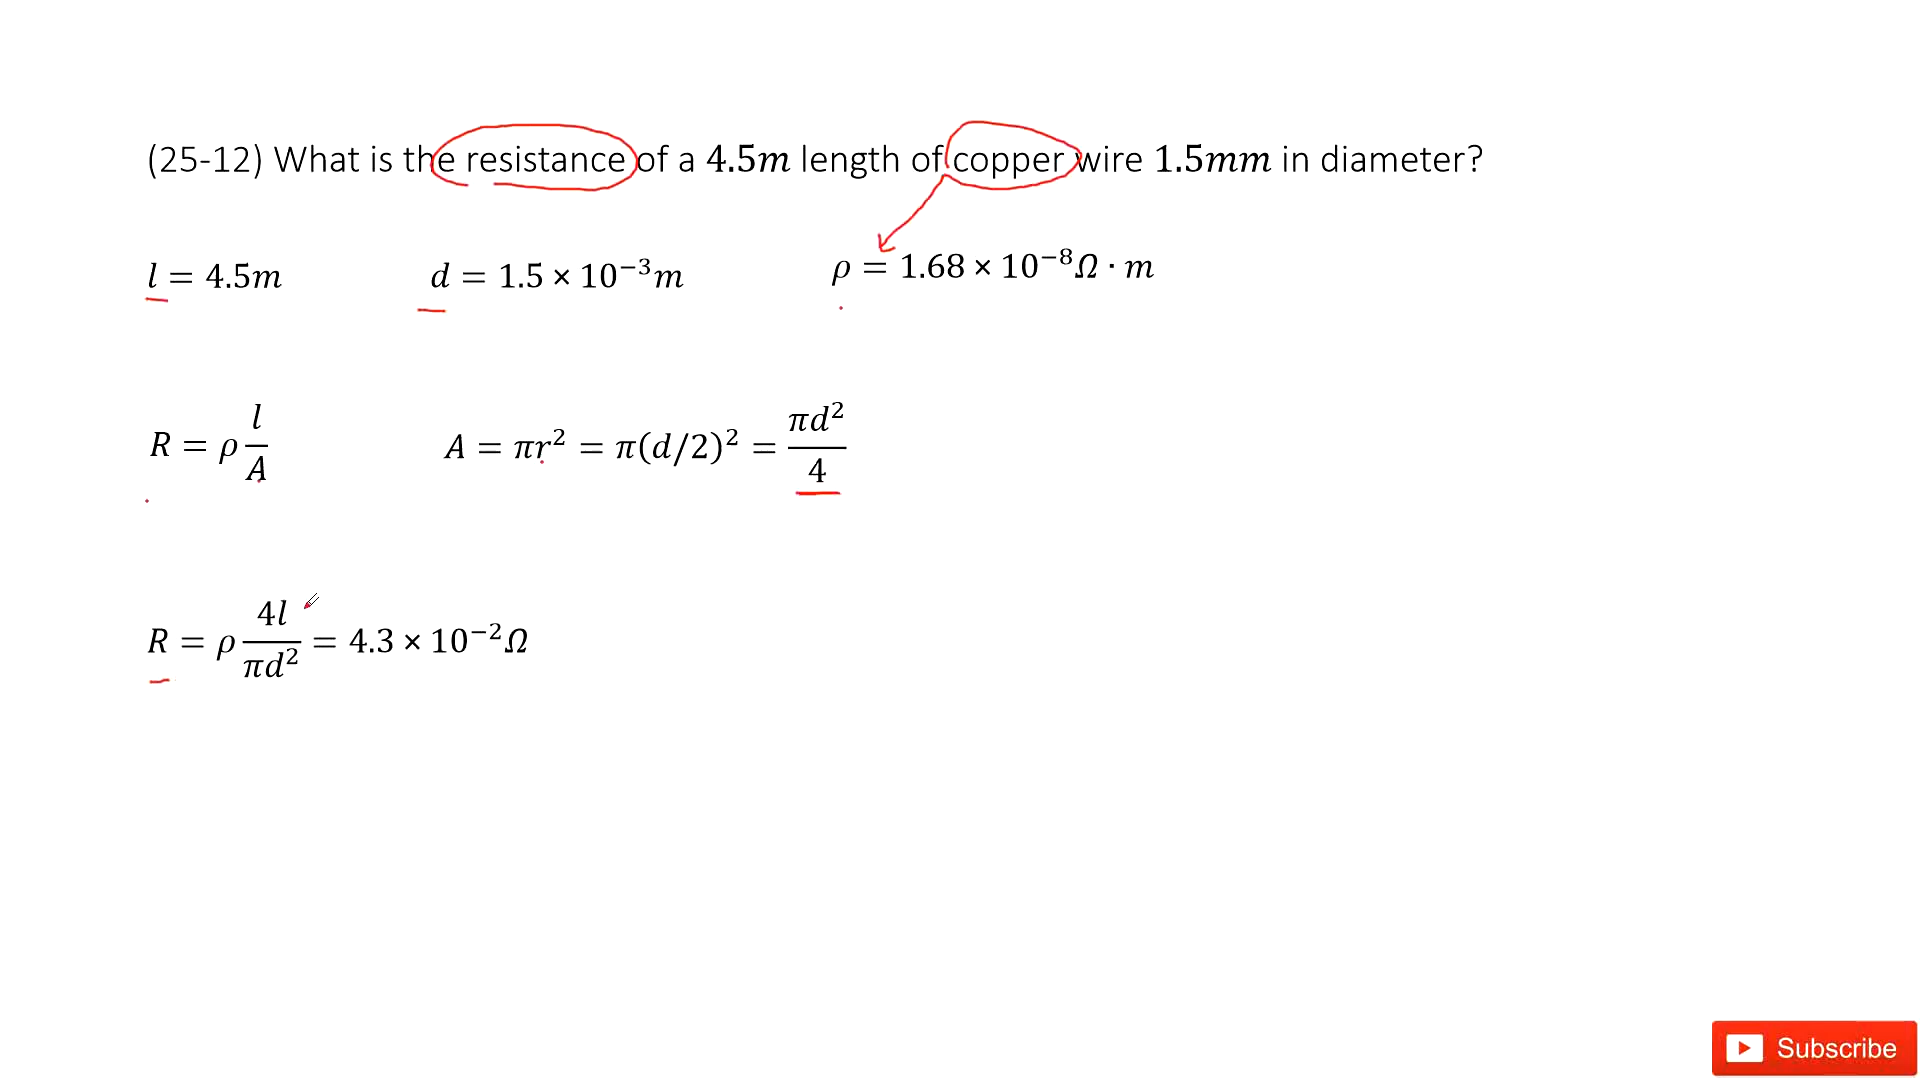 (25-12) What is the resistance of a 4.5m length of copper wire 1.5mm in diameter?
l = 4.5m d = 1.5 × 10⁻³m ρ = 1.68 × 10⁻⁸Ω · m
R = ρ l/A A = πr² = π(d/2)² = πd²/4
R = ρ 4l/πd² = 4.3 × 10⁻²Ω
Subscribe